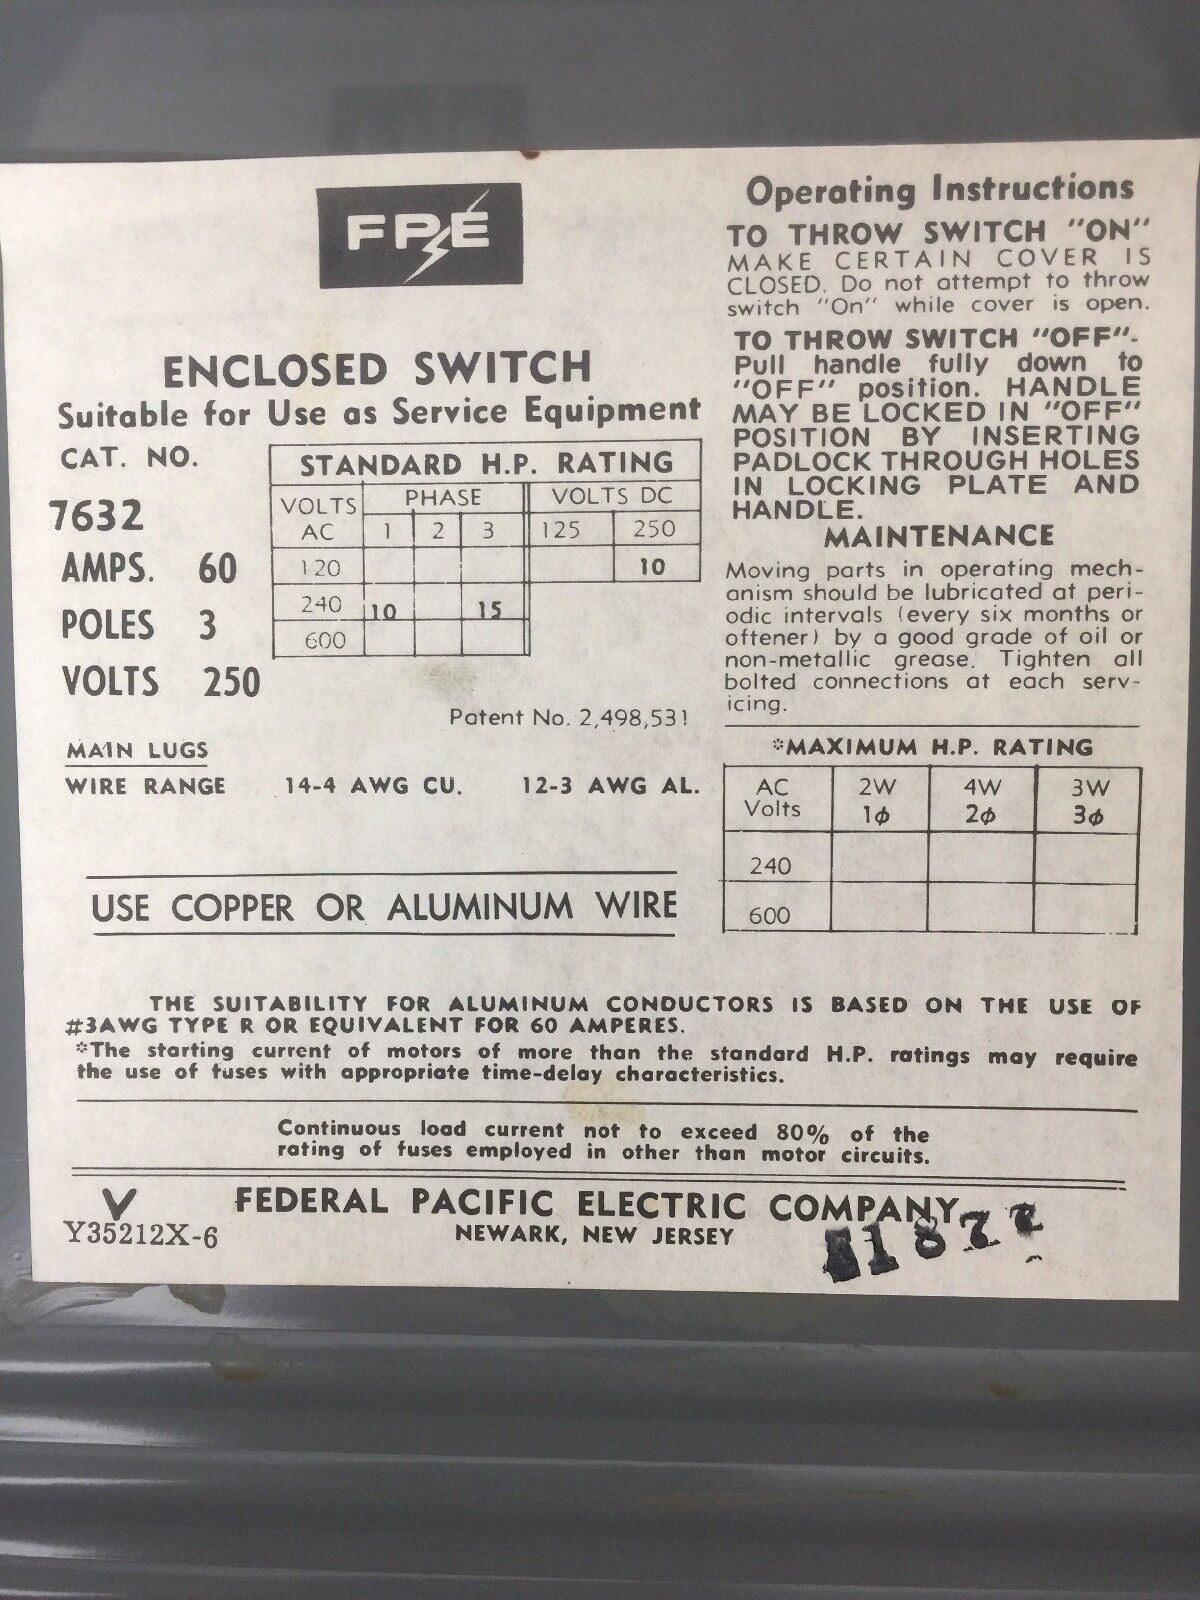 FPE
ENCLOSED SWITCH
Suitable for Use as Service Equipment
CAT. NO.
7632
AMPS. 60
POLES 3
VOLTS 250
STANDARD H.P. RATING
VOLTS AC PHASE VOLTS DC
1 2 3 125 250
120 10
240 10 15
600
Patent No. 2,498,531
MAIN LUGS
WIRE RANGE 14-4 AWG CU. 12-3 AWG AL.
USE COPPER OR ALUMINUM WIRE
Operating Instructions
TO THROW SWITCH "ON"
MAKE CERTAIN COVER IS
CLOSED. Do not attempt to throw
switch "On" while cover is open.
TO THROW SWITCH "OFF"-
Pull handle fully down to
"OFF" position. HANDLE
MAY BE LOCKED IN "OFF"
POSITION BY INSERTING
PADLOCK THROUGH HOLES
IN LOCKING PLATE AND
HANDLE.
MAINTENANCE
Moving parts in operating mech-
anism should be lubricated at peri-
odic intervals (every six months or
oftener) by a good grade of oil or
non-metallic grease. Tighten all
bolted connections at each serv-
icing.
*MAXIMUM H.P. RATING
AC 2W 4W 3W
Volts 1ϕ 2ϕ 3ϕ
240
600
THE SUITABILITY FOR ALUMINUM CONDUCTORS IS BASED ON THE USE OF
#3AWG TYPE R OR EQUIVALENT FOR 60 AMPERES.
*The starting current of motors of more than the standard H.P. ratings may require
the use of fuses with appropriate time-delay characteristics.
Continuous load current not to exceed 80% of the
rating of fuses employed in other than motor circuits.
V
Y35212X-6
FEDERAL PACIFIC ELECTRIC COMPANY
NEWARK, NEW JERSEY